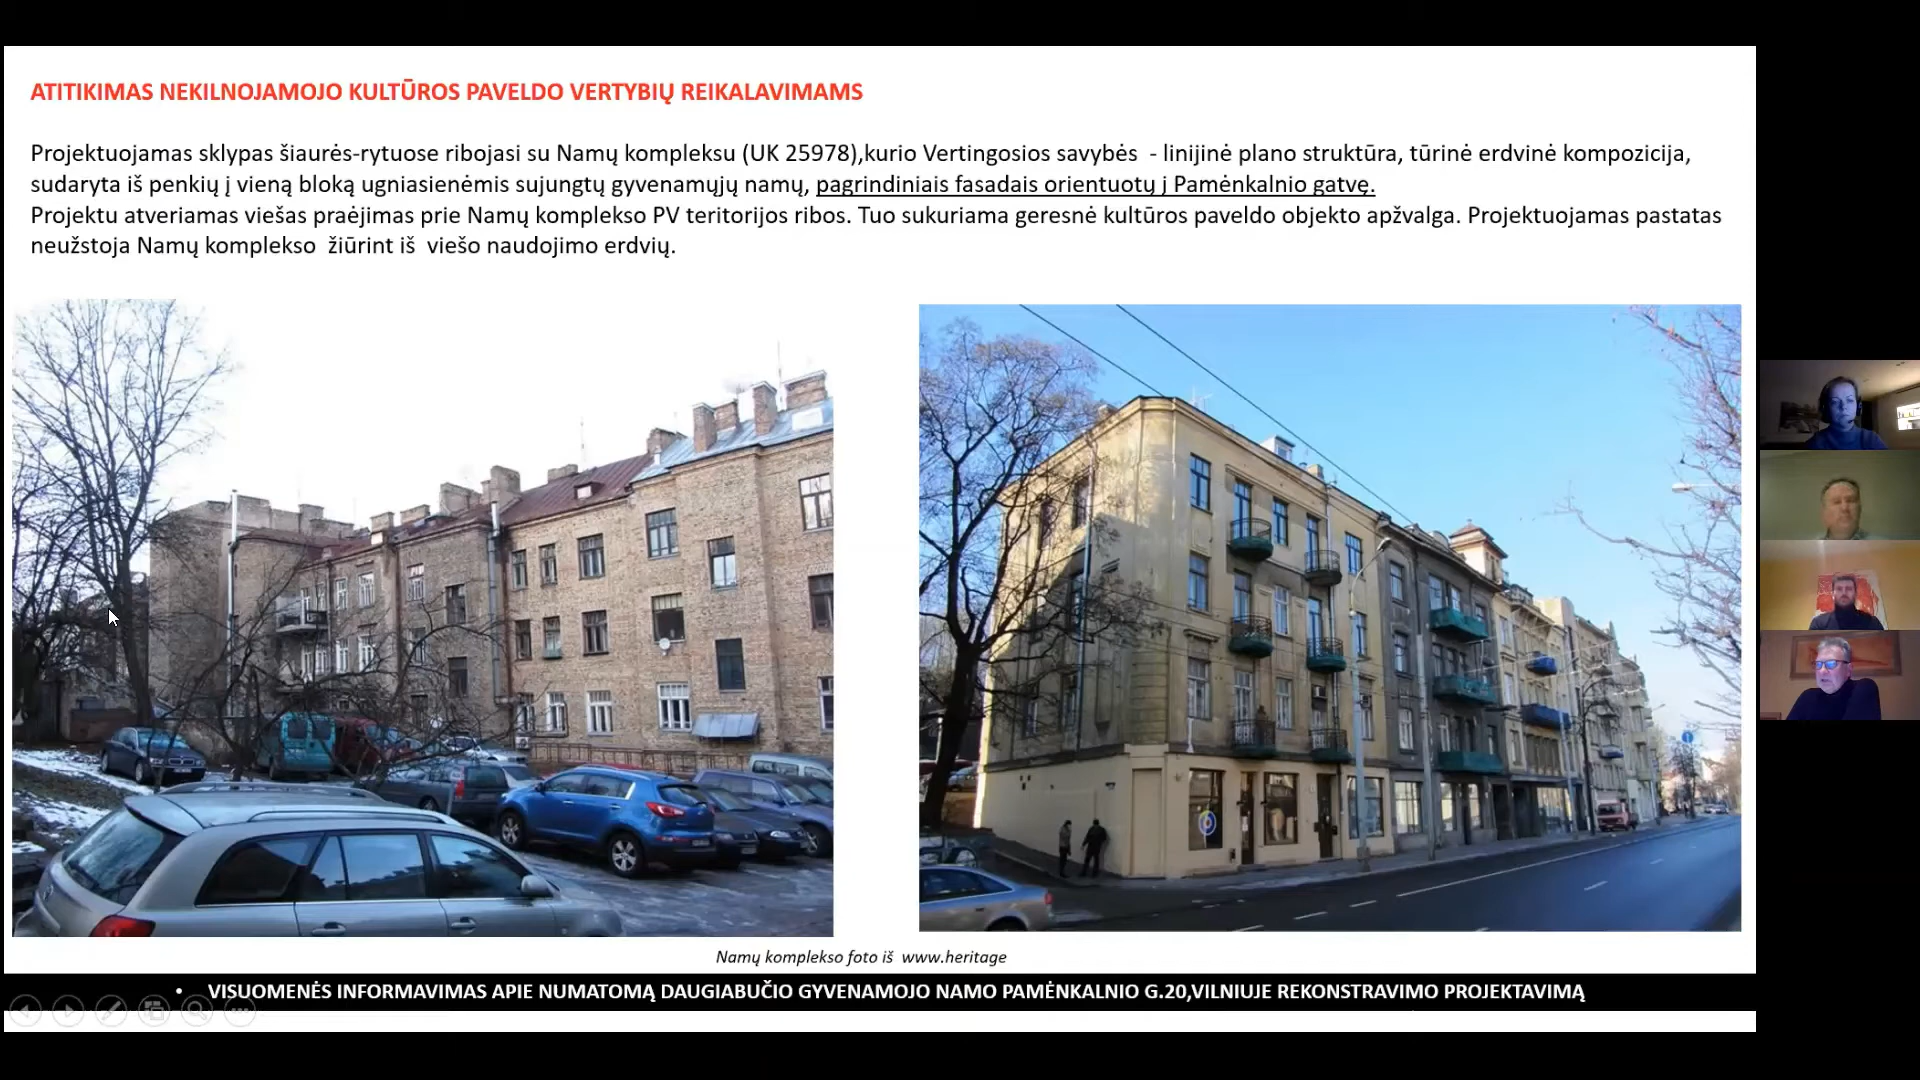 ATITIKIMAS NEKILNOJAMOJO KULTŪROS PAVELDO VERTYBIŲ REIKALAVIMAMS
Projektuojamas sklypas šiaurės-rytuose ribojasi su Namų kompleksu (UK 25978),kurio Vertingosios savybės - linijinė plano struktūra, tūrinė erdvinė kompozicija,
sudaryta iš penkių į vieną bloką ugniasienėmis sujungtų gyvenamųjų namų, pagrindiniais fasadais orientuotų į Pamėnkalnio gatvę.
Projektu atveriamas viešas praėjimas prie Namų komplekso PV teritorijos ribos. Tuo sukuriama geresnė kultūros paveldo objekto apžvalga. Projektuojamas pastatas
neužstoja Namų komplekso žiūrint iš viešo naudojimo erdvių.
Namų komplekso foto iš www.heritage
• VISUOMENĖS INFORMAVIMAS APIE NUMATOMĄ DAUGIABUČIO GYVENAMOJO NAMO PAMĖNKALNIO G.20,VILNIUJE REKONSTRAVIMO PROJEKTAVIMĄ